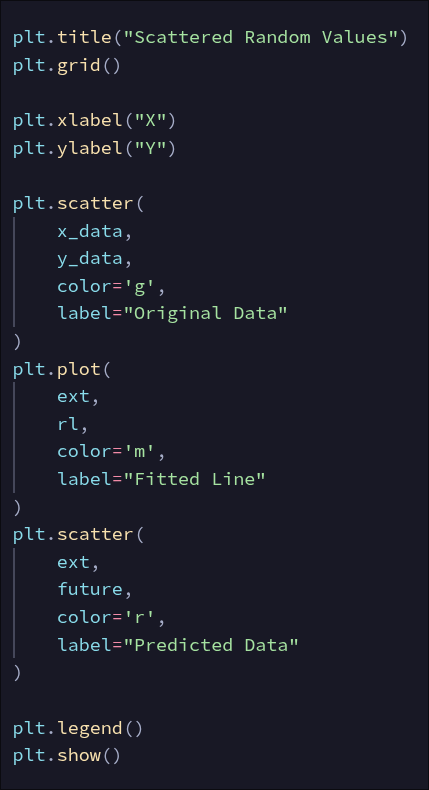 plt.title("Scattered Random Values")
plt.grid()

plt.xlabel("X")
plt.ylabel("Y")

plt.scatter(
    x_data,
    y_data,
    color='g',
    label="Original Data"
)
plt.plot(
    ext,
    rl,
    color='m',
    label="Fitted Line"
)
plt.scatter(
    ext,
    future,
    color='r',
    label="Predicted Data"
)

plt.legend()
plt.show()